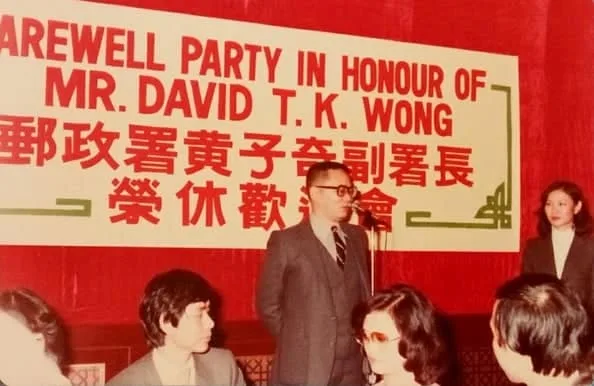 AREWELL PARTY IN HONOUR OF
MR. DAVID T. K. WONG
郵政署黄子奇副署長
榮休歡 會